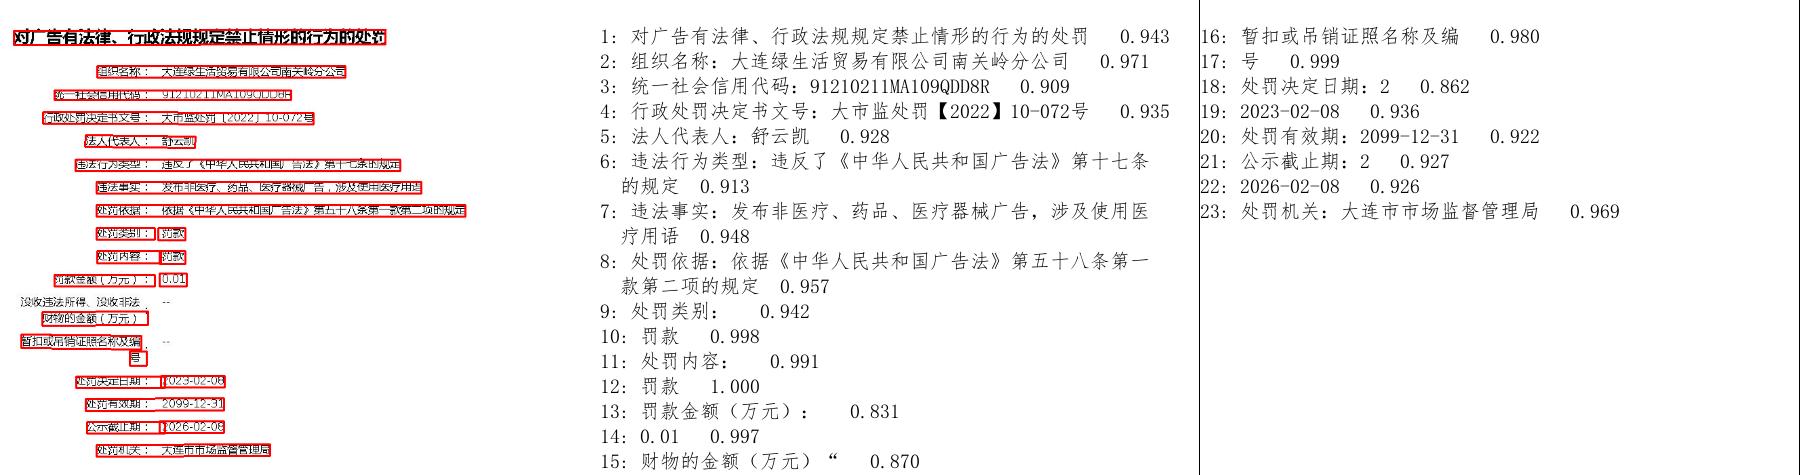 对广告有法律、行政法规规定禁止情形的行为的处罚
组织名称： 大连绿生活贸易有限公司南关岭分公司
统一社会信用代码： 91210211MA109QDD8R
行政处罚决定书文号： 大市监处罚〔2022〕10-072号
法人代表人： 舒云凯
违法行为类型： 违反了《中华人民共和国广告法》第十七条的规定
违法事实： 发布非医疗、药品、医疗器械广告，涉及使用医疗用语
处罚依据： 依据《中华人民共和国广告法》第五十八条第一款第二项的规定
处罚类别： 罚款
处罚内容： 罚款
罚款金额（万元）： 0.01
没收违法所得、没收非法 --
财物的金额（万元）：
暂扣或吊销证照名称及编 --
号：
处罚决定日期： 2023-02-08
处罚有效期： 2099-12-31
公示截止期： 2026-02-08
处罚机关： 大连市市场监督管理局
1: 对广告有法律、行政法规规定禁止情形的行为的处罚 0.943
2: 组织名称：大连绿生活贸易有限公司南关岭分公司 0.971
3: 统一社会信用代码：91210211MA109QDD8R 0.909
4: 行政处罚决定书文号：大市监处罚【2022】10-072号 0.935
5: 法人代表人：舒云凯 0.928
6: 违法行为类型：违反了《中华人民共和国广告法》第十七条
的规定 0.913
7: 违法事实：发布非医疗、药品、医疗器械广告，涉及使用医
疗用语 0.948
8: 处罚依据：依据《中华人民共和国广告法》第五十八条第一
款第二项的规定 0.957
9: 处罚类别： 0.942
10: 罚款 0.998
11: 处罚内容： 0.991
12: 罚款 1.000
13: 罚款金额（万元）： 0.831
14: 0.01 0.997
15: 财物的金额（万元）“ 0.870
16: 暂扣或吊销证照名称及编 0.980
17: 号 0.999
18: 处罚决定日期：2 0.862
19: 2023-02-08 0.936
20: 处罚有效期：2099-12-31 0.922
21: 公示截止期：2 0.927
22: 2026-02-08 0.926
23: 处罚机关：大连市市场监督管理局 0.969